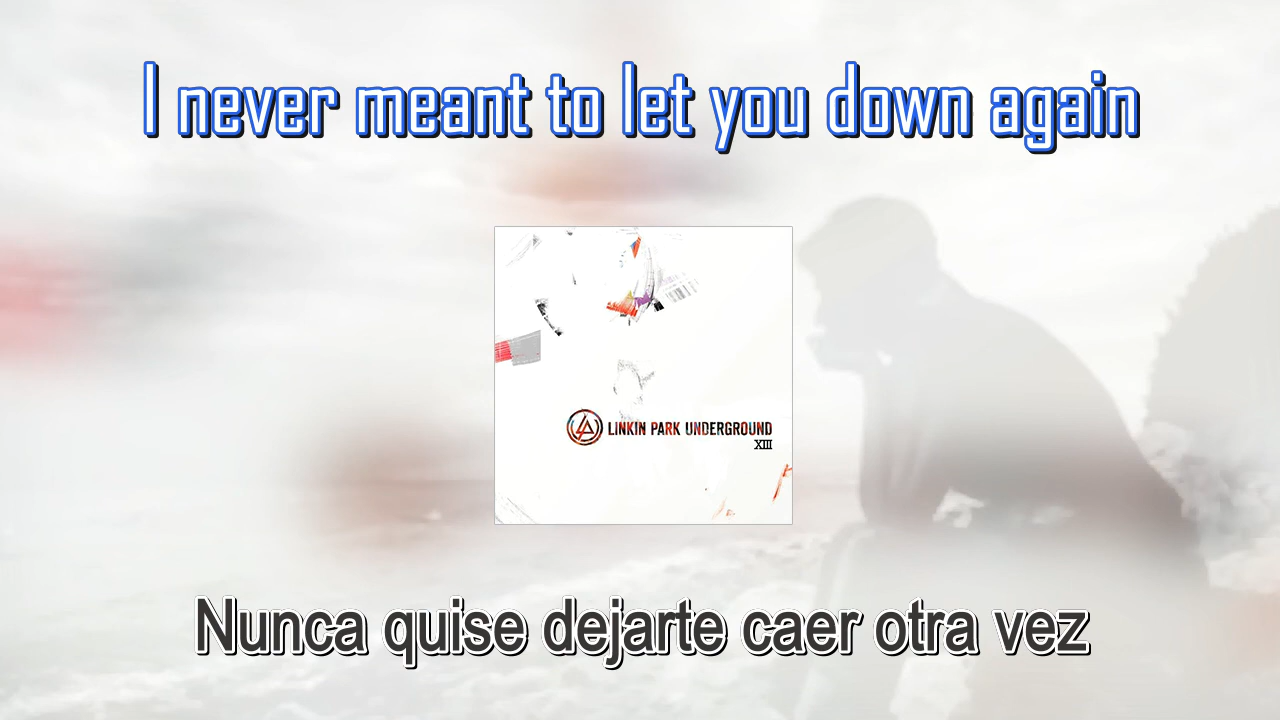 I never meant to let you down again
LINKIN PARK UNDERGROUND
XIII
Nunca quise dejarte caer otra vez